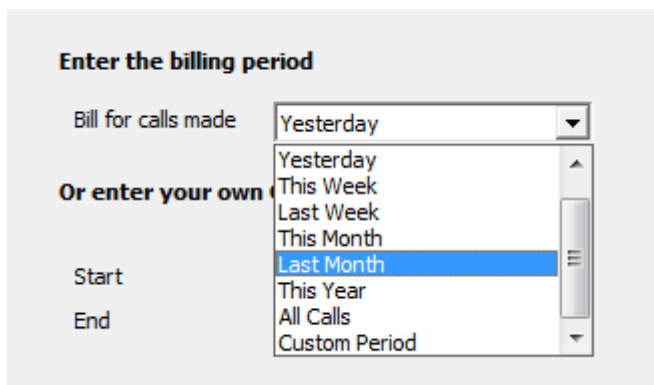 Enter the billing period
Bill for calls made Yesterday
Yesterday
This Week
Or enter your own
Last Week
This Month
Last Month
Start
This Year
All Calls
End
Custom Period